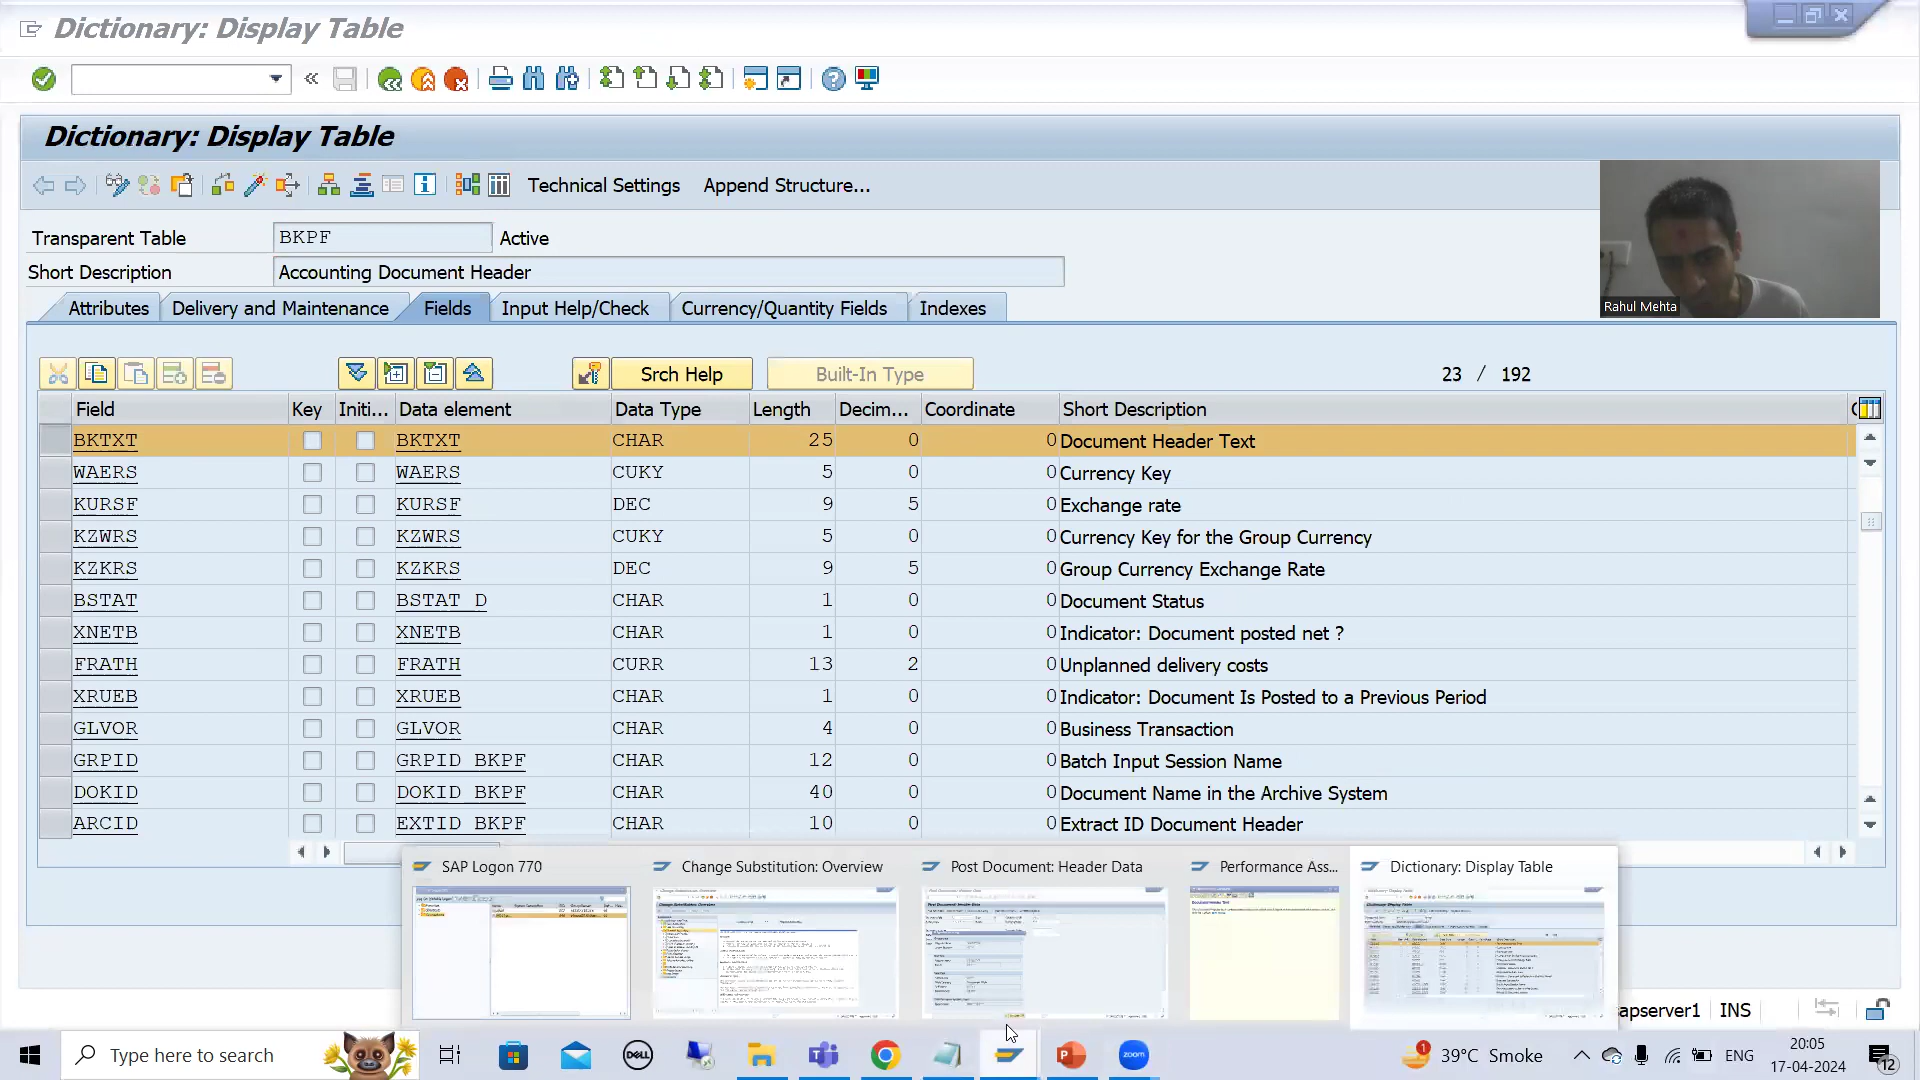 Dictionary: Display Table
Dictionary: Display Table
Technical Settings Append Structure...
Transparent Table BKPF Active
Short Description Accounting Document Header
Rahul Mehta
Attributes Delivery and Maintenance Fields Input Help/Check Currency/Quantity Fields Indexes
Srch Help Built-In Type 23 / 192
Field Key Initi... Data element Data Type Length Decim... Coordinate Short Description
BKTXT BKTXT CHAR 25 0 0 Document Header Text
WAERS WAERS CUKY 5 0 0 Currency Key
KURSF KURSF DEC 9 5 0 Exchange rate
KZWRS KZWRS CUKY 5 0 0 Currency Key for the Group Currency
KZKRS KZKRS DEC 9 5 0 Group Currency Exchange Rate
BSTAT BSTAT_D CHAR 1 0 0 Document Status
XNETB XNETB CHAR 1 0 0 Indicator: Document posted net ?
FRATH FRATH CURR 13 2 0 Unplanned delivery costs
XRUEB XRUEB CHAR 1 0 0 Indicator: Document Is Posted to a Previous Period
GLVOR GLVOR CHAR 4 0 0 Business Transaction
GRPID GRPID_BKPF CHAR 12 0 0 Batch Input Session Name
DOKID DOKID_BKPF CHAR 40 0 0 Document Name in the Archive System
ARCID EXTID_BKPF CHAR 10 0 0 Extract ID Document Header
SAP Logon 770 Change Substitution: Overview Post Document: Header Data Performance Ass... Dictionary: Display Table
apserver1 INS
Type here to search DELL zoom 1 39°C Smoke ENG 20:05
17-04-2024 12